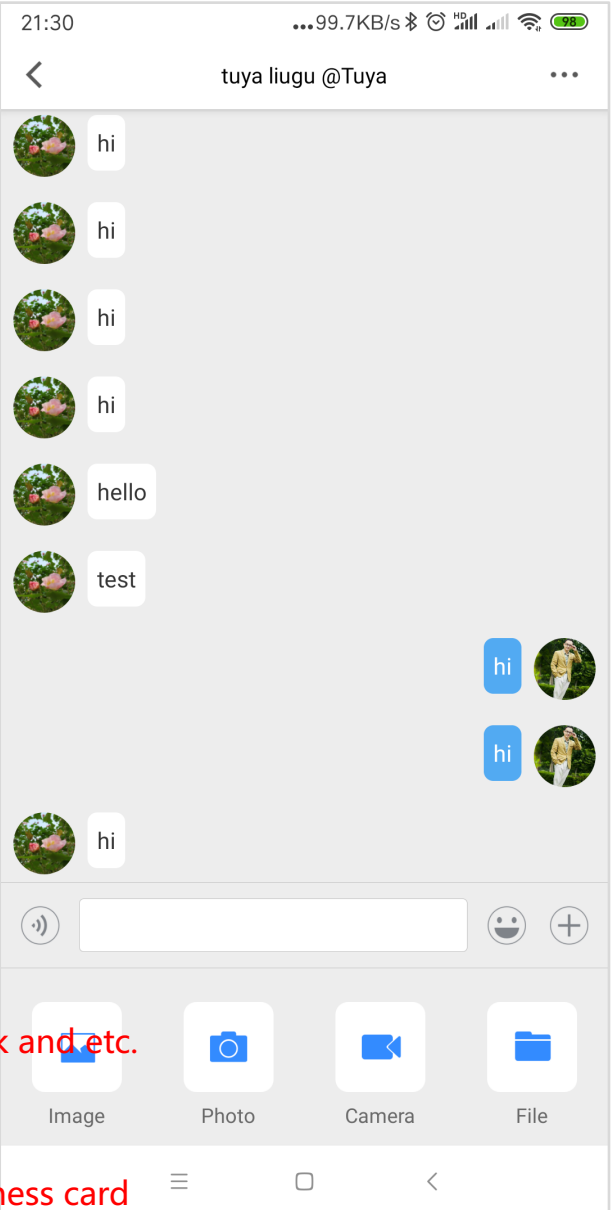 21:30 ...99.7KB/s HD 98
tuya liugu @Tuya
hi
hi
hi
hi
hello
test
hi
hi
hi
and etc.
Image Photo Camera File
card